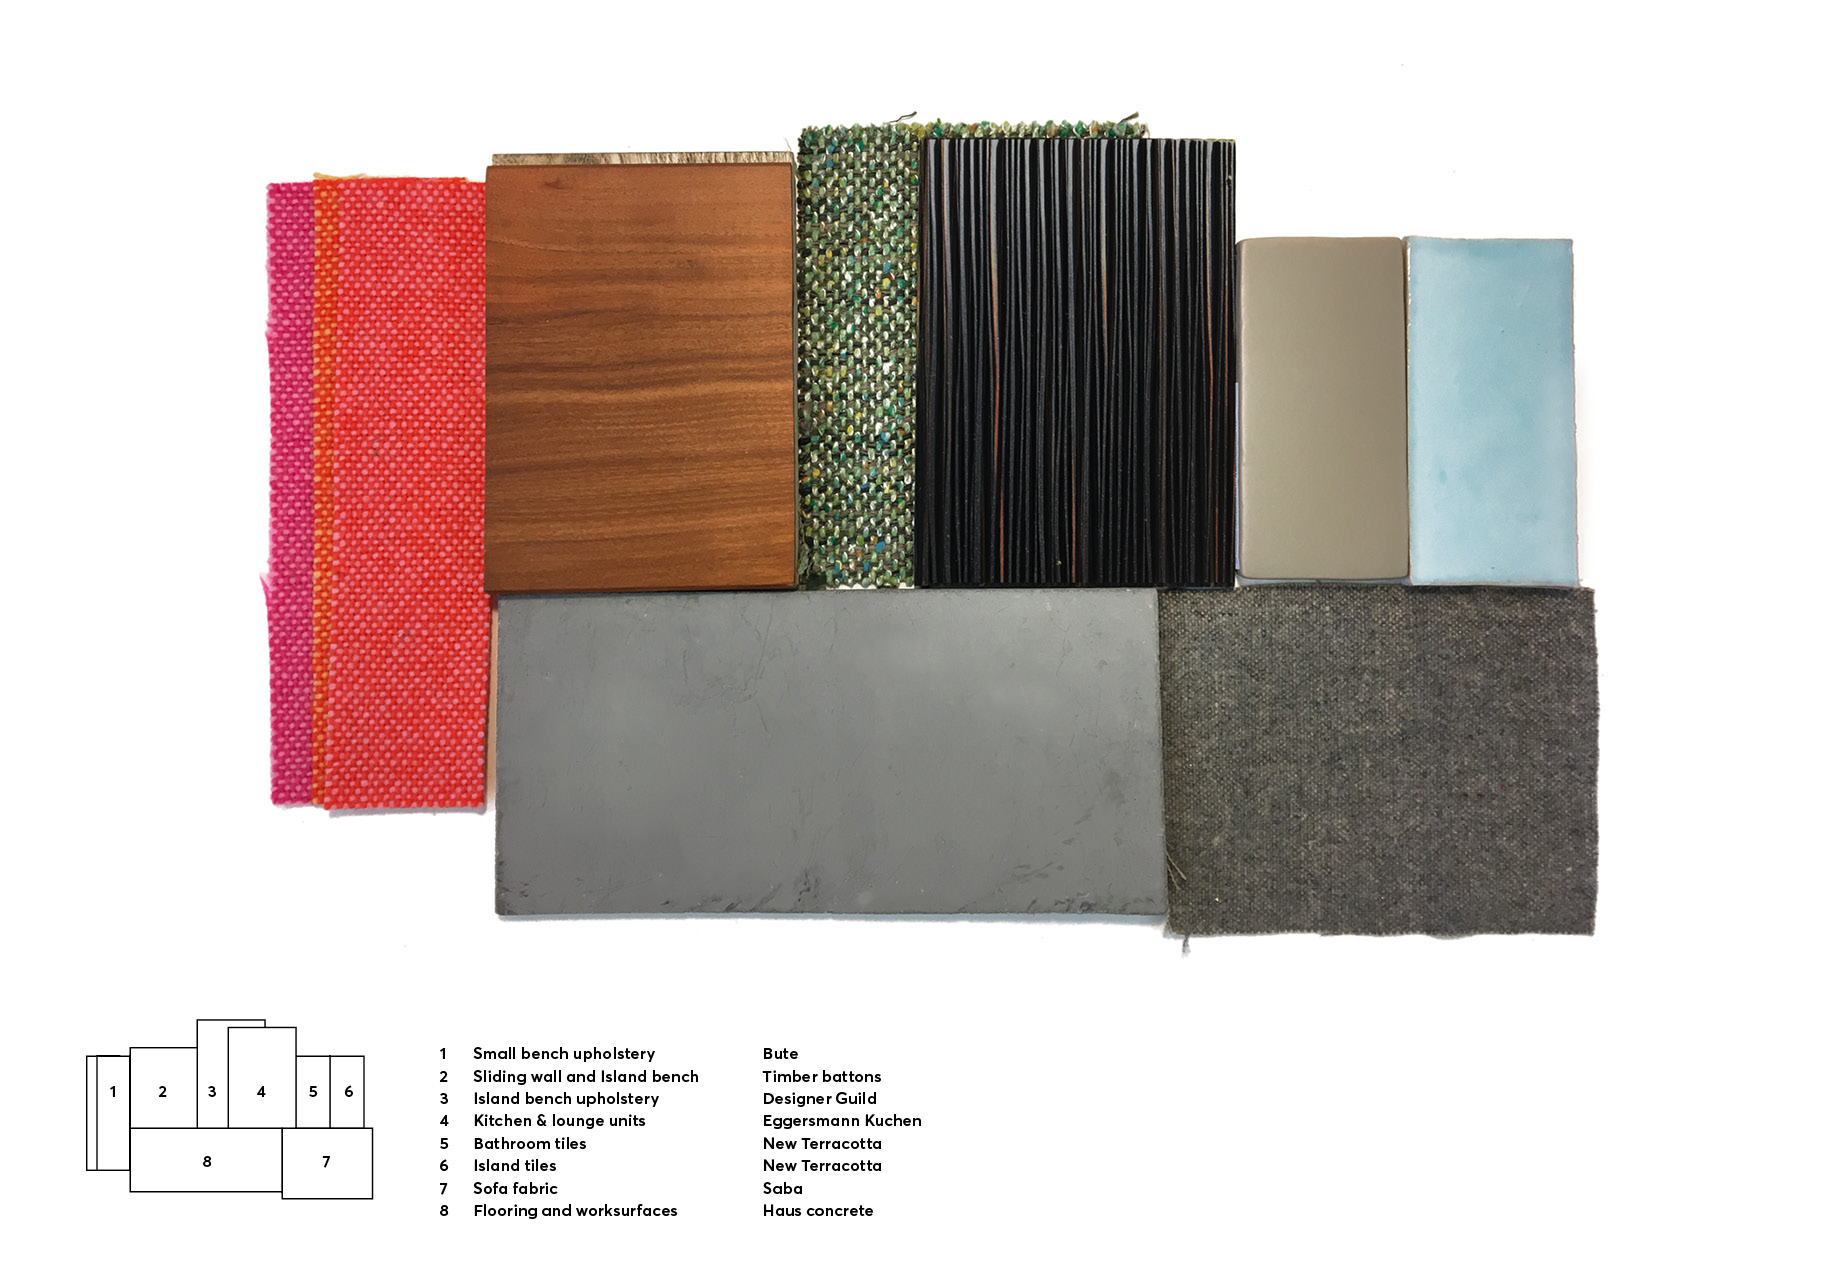 1 2 3 4 5 6
8 7
1 Small bench upholstery Bute
2 Sliding wall and Island bench Timber battons
3 Island bench upholstery Designer Guild
4 Kitchen & lounge units Eggersmann Kuchen
5 Bathroom tiles New Terracotta
6 Island tiles New Terracotta
7 Sofa fabric Saba
8 Flooring and worksurfaces Haus concrete